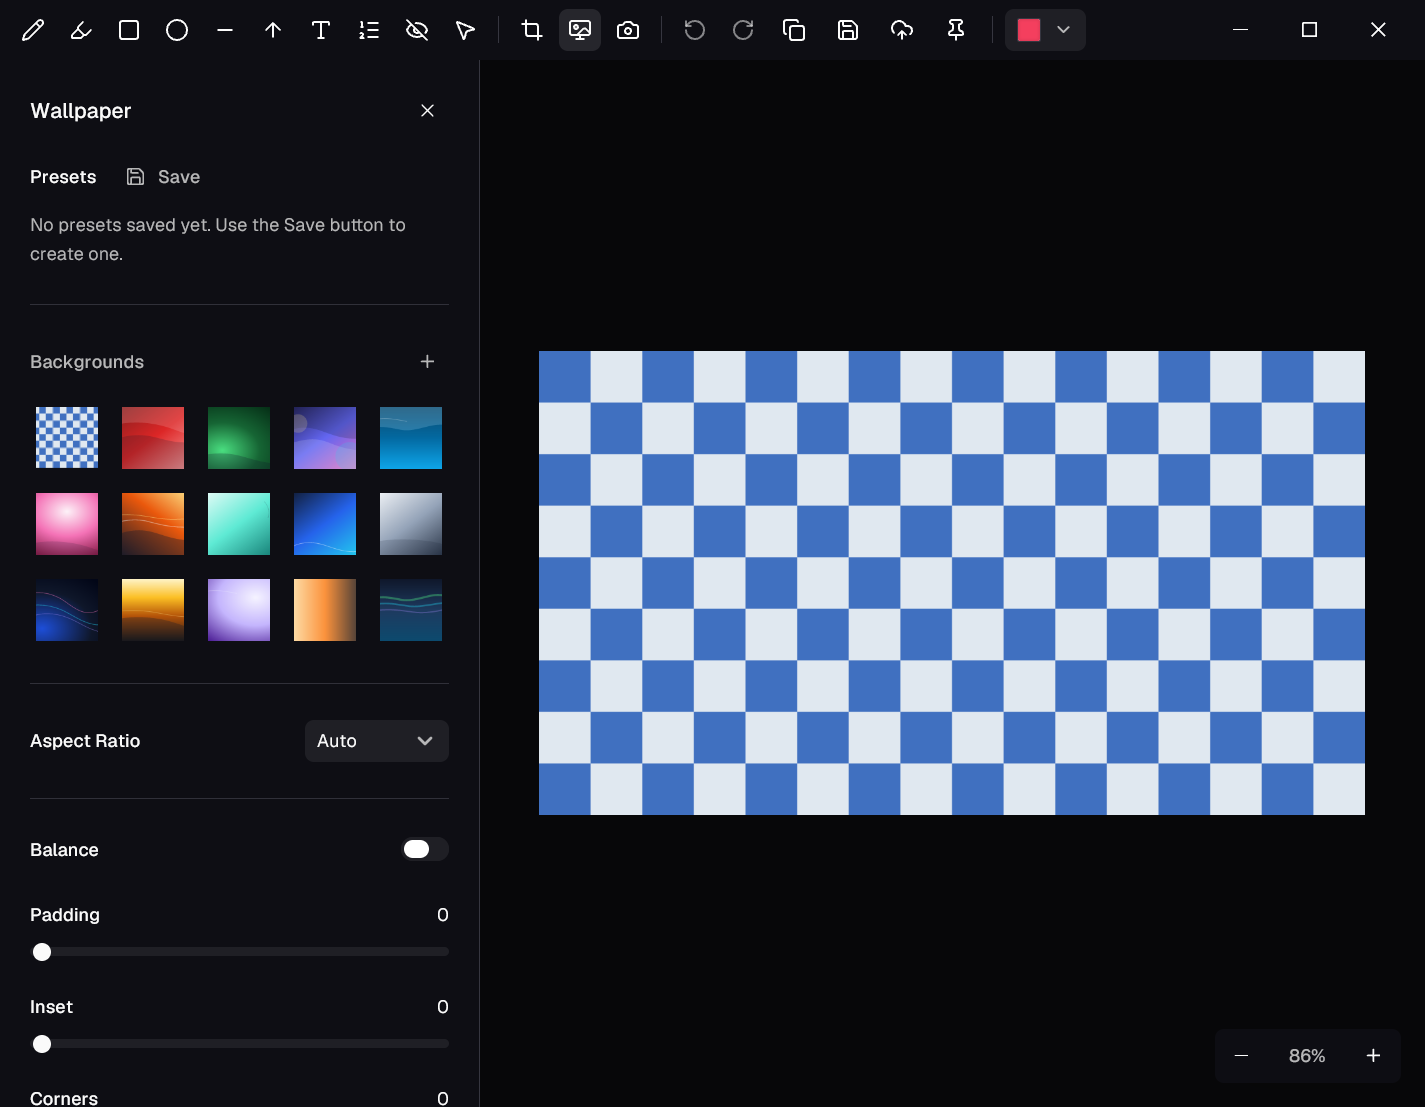 Wallpaper
Presets
Save
No presets saved yet. Use the Save button to
create one.
Backgrounds
Aspect Ratio
Auto
Balance
Padding
0
Inset
0
Corners
0
86%